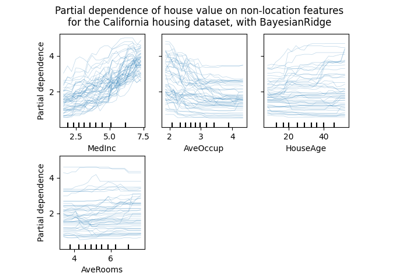 Partial dependence of house value on non-location features
for the California housing dataset, with BayesianRidge
Partial dependence
4
2
2.5 5.0 7.5
MedInc
2 3 4
AveOccup
20 40
HouseAge
Partial dependence
4
2
4 6
AveRooms